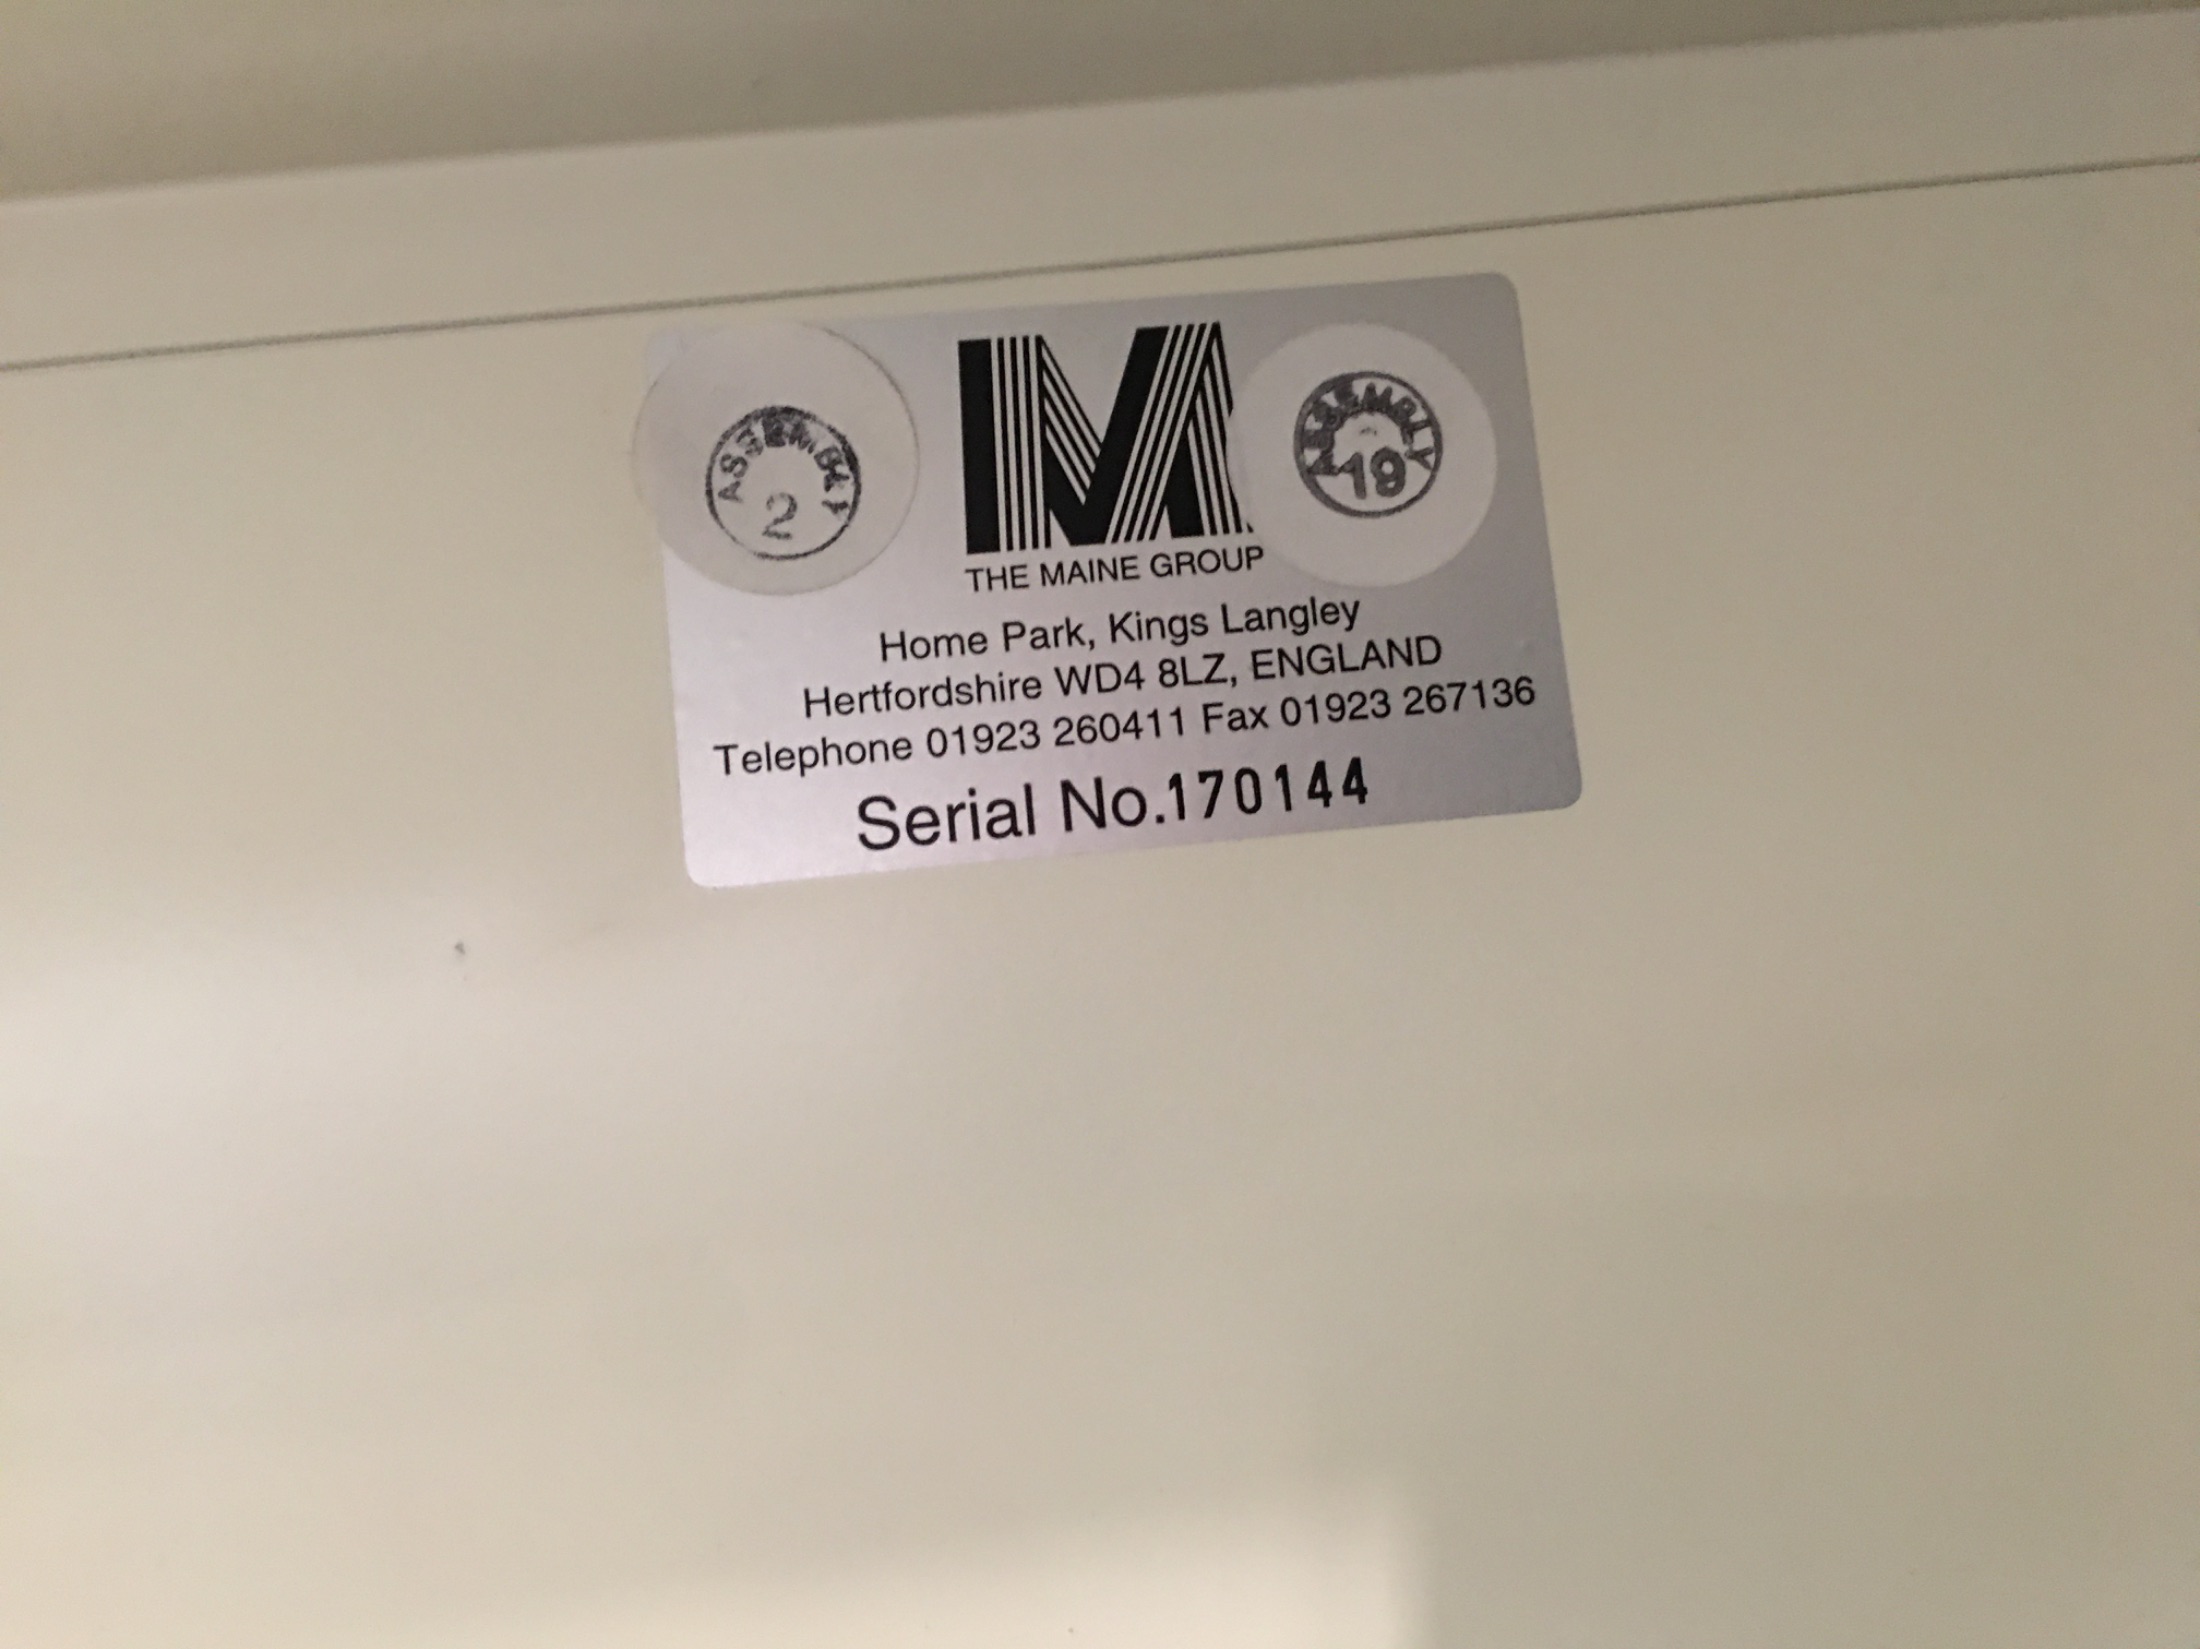 ASSEMBLY
2
M
ASSEMBLY
19
THE MAINE GROUP
Home Park, Kings Langley
Hertfordshire WD4 8LZ, ENGLAND
Telephone 01923 260411 Fax 01923 267136
Serial No.170144